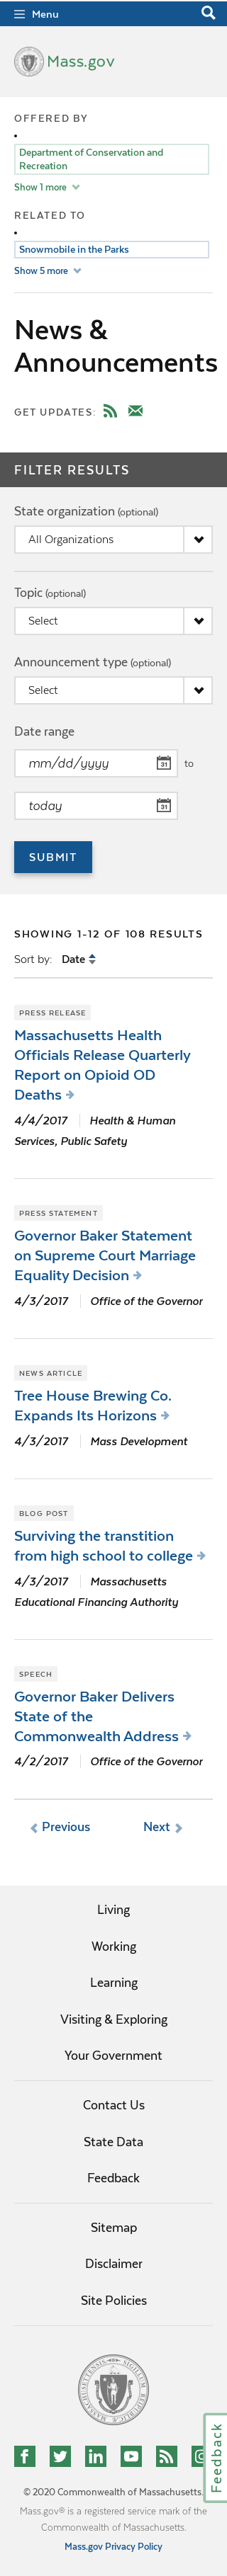 Menu
Mass.gov
OFFERED BY
Department of Conservation and
Recreation
Show 1 more
RELATED TO
Snowmobile in the Parks
Show 5 more
News &
Announcements
GET UPDATES:
FILTER RESULTS
State organization (optional)
All Organizations
Topic (optional)
Select
Announcement type (optional)
Select
Date range
mm/dd/yyyy
31
to
today
31
SUBMIT
SHOWING 1-12 OF 108 RESULTS
Sort by: Date
PRESS RELEASE
Massachusetts Health
Officials Release Quarterly
Report on Opioid OD
Deaths
4/4/2017 Health & Human
Services, Public Safety
PRESS STATEMENT
Governor Baker Statement
on Supreme Court Marriage
Equality Decision
4/3/2017 Office of the Governor
NEWS ARTICLE
Tree House Brewing Co.
Expands Its Horizons
4/3/2017 Mass Development
BLOG POST
Surviving the transtition
from high school to college
4/3/2017 Massachusetts
Educational Financing Authority
SPEECH
Governor Baker Delivers
State of the
Commonwealth Address
4/2/2017 Office of the Governor
Previous Next
Living
Working
Learning
Visiting & Exploring
Your Government
Contact Us
State Data
Feedback
Sitemap
Disclaimer
Site Policies
Feedback
© 2020 Commonwealth of Massachusetts.
Mass.gov® is a registered service mark of the
Commonwealth of Massachusetts.
Mass.gov Privacy Policy